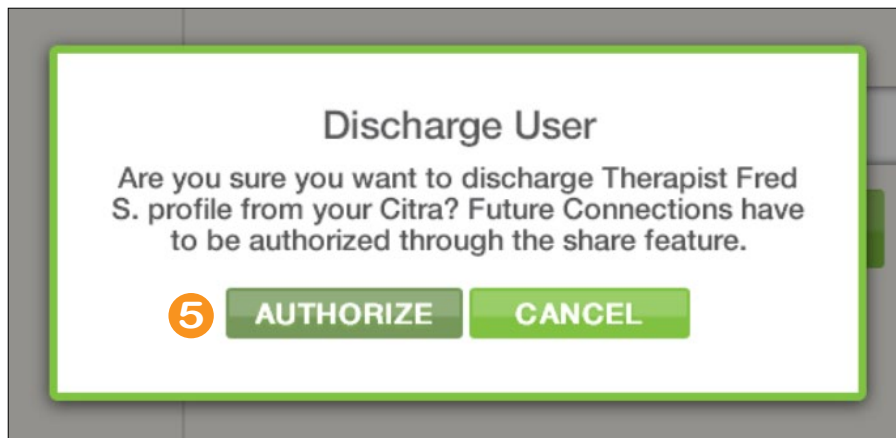 Discharge User
Are you sure you want to discharge Therapist Fred
S. profile from your Citra? Future Connections have
to be authorized through the share feature.
5 AUTHORIZE CANCEL